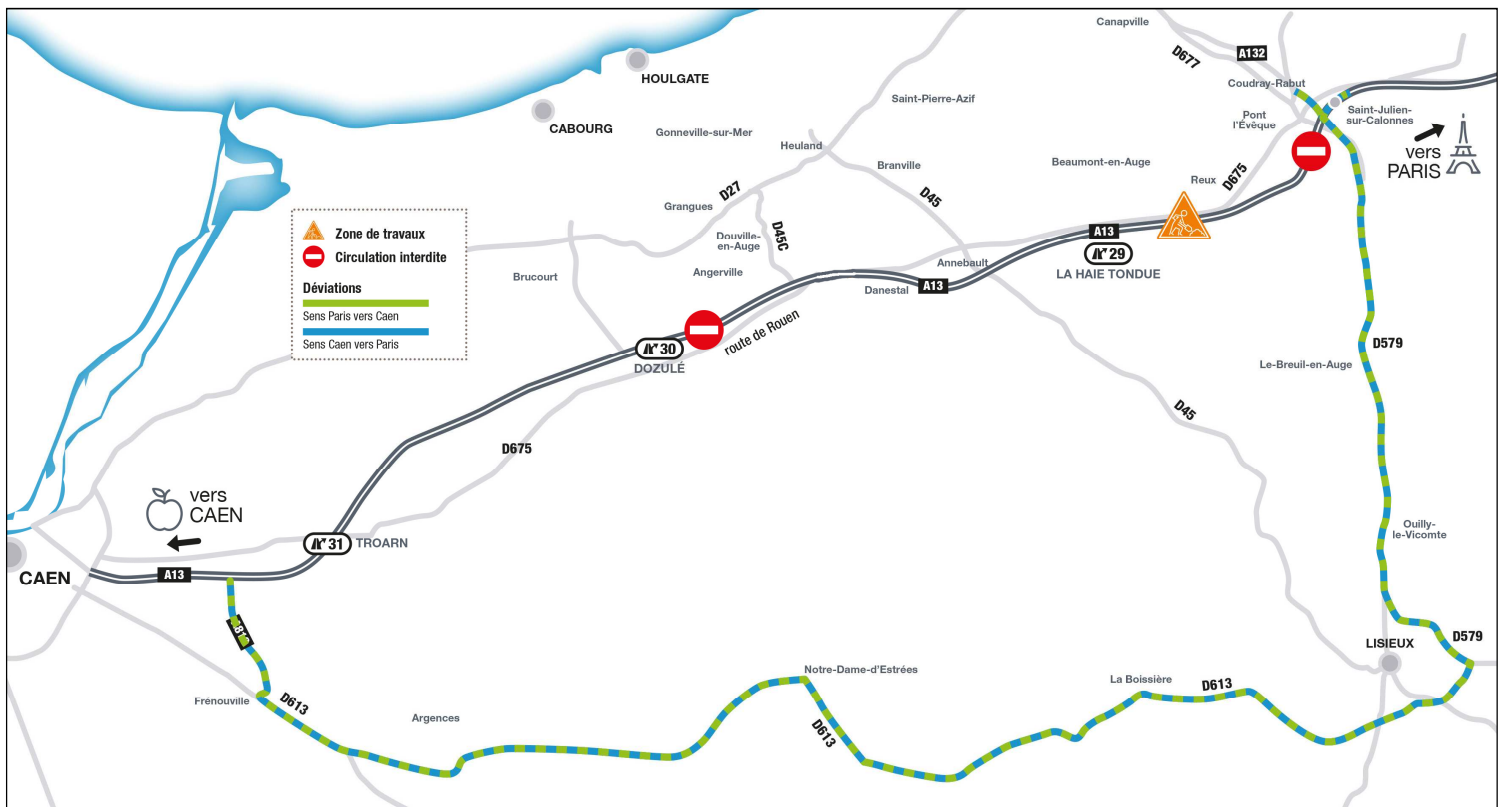 Canapville
A132
D677
Coudray-Rabut
HOULGATE
Saint-Pierre-Azif
CABOURG
Gonneville-sur-Mer
Heuland
Pont
l'Évêque
Saint-Julien-
sur-Calonnes
vers
PARIS
Branville
Beaumont-en-Auge
Reux
D675
D27
D45
Grangues
D45C
Douville-
en-Auge
A13
29
LA HAIE TONDUE
Zone de travaux
Circulation interdite
Déviations
Sens Paris vers Caen
Sens Caen vers Paris
Brucourt
Angerville
Annebault
Danestal
A13
route de Rouen
30
DOZULÉ
D579
Le-Breuil-en-Auge
D45
D675
vers
CAEN
31
TROARN
Ouilly-
le-Vicomte
CAEN
A13
LISIEUX
D579
Notre-Dame-d'Estrées
La Boissière
D613
Frénouville
D613
Argences
D613